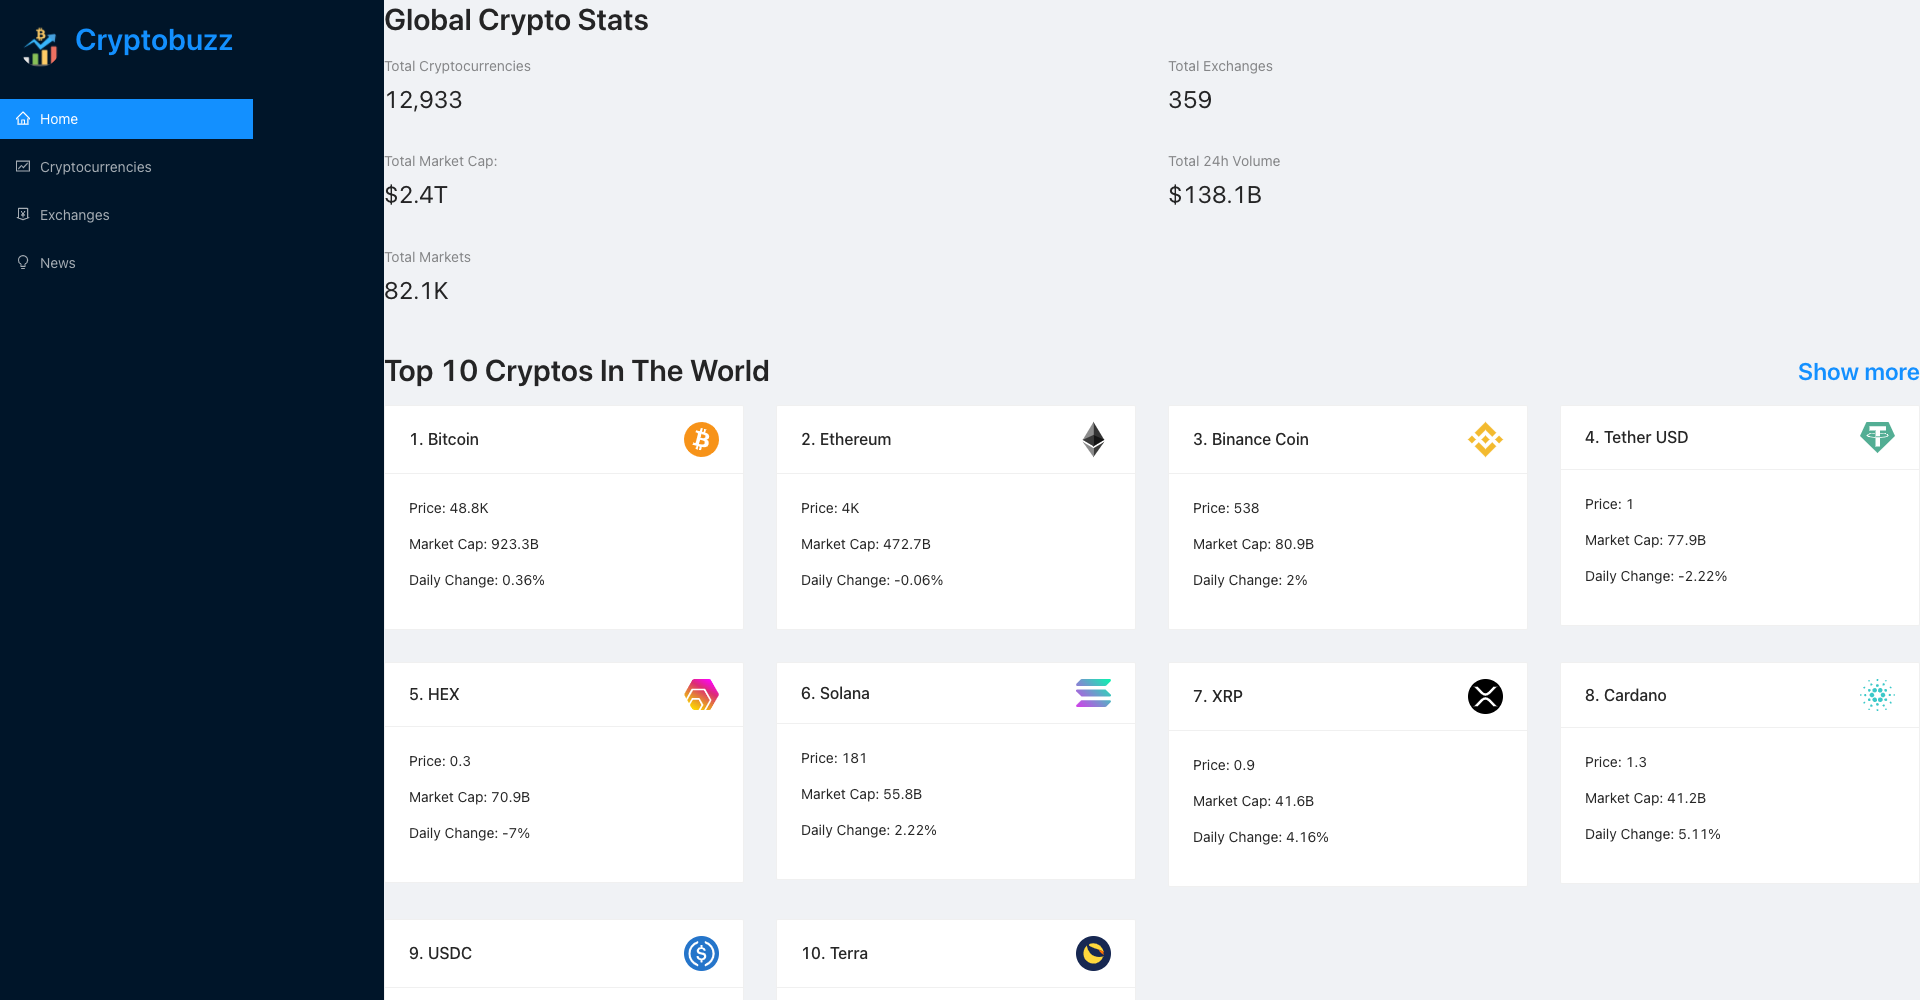 Cryptobuzz
Home
Cryptocurrencies
Exchanges
News
Global Crypto Stats
Total Cryptocurrencies
12,933
Total Exchanges
359
Total Market Cap:
$2.4T
Total 24h Volume
$138.1B
Total Markets
82.1K
Top 10 Cryptos In The World
Show more
1. Bitcoin
Price: 48.8K
Market Cap: 923.3B
Daily Change: 0.36%
2. Ethereum
Price: 4K
Market Cap: 472.7B
Daily Change: -0.06%
3. Binance Coin
Price: 538
Market Cap: 80.9B
Daily Change: 2%
4. Tether USD
Price: 1
Market Cap: 77.9B
Daily Change: -2.22%
5. HEX
Price: 0.3
Market Cap: 70.9B
Daily Change: -7%
6. Solana
Price: 181
Market Cap: 55.8B
Daily Change: 2.22%
7. XRP
Price: 0.9
Market Cap: 41.6B
Daily Change: 4.16%
8. Cardano
Price: 1.3
Market Cap: 41.2B
Daily Change: 5.11%
9. USDC
10. Terra